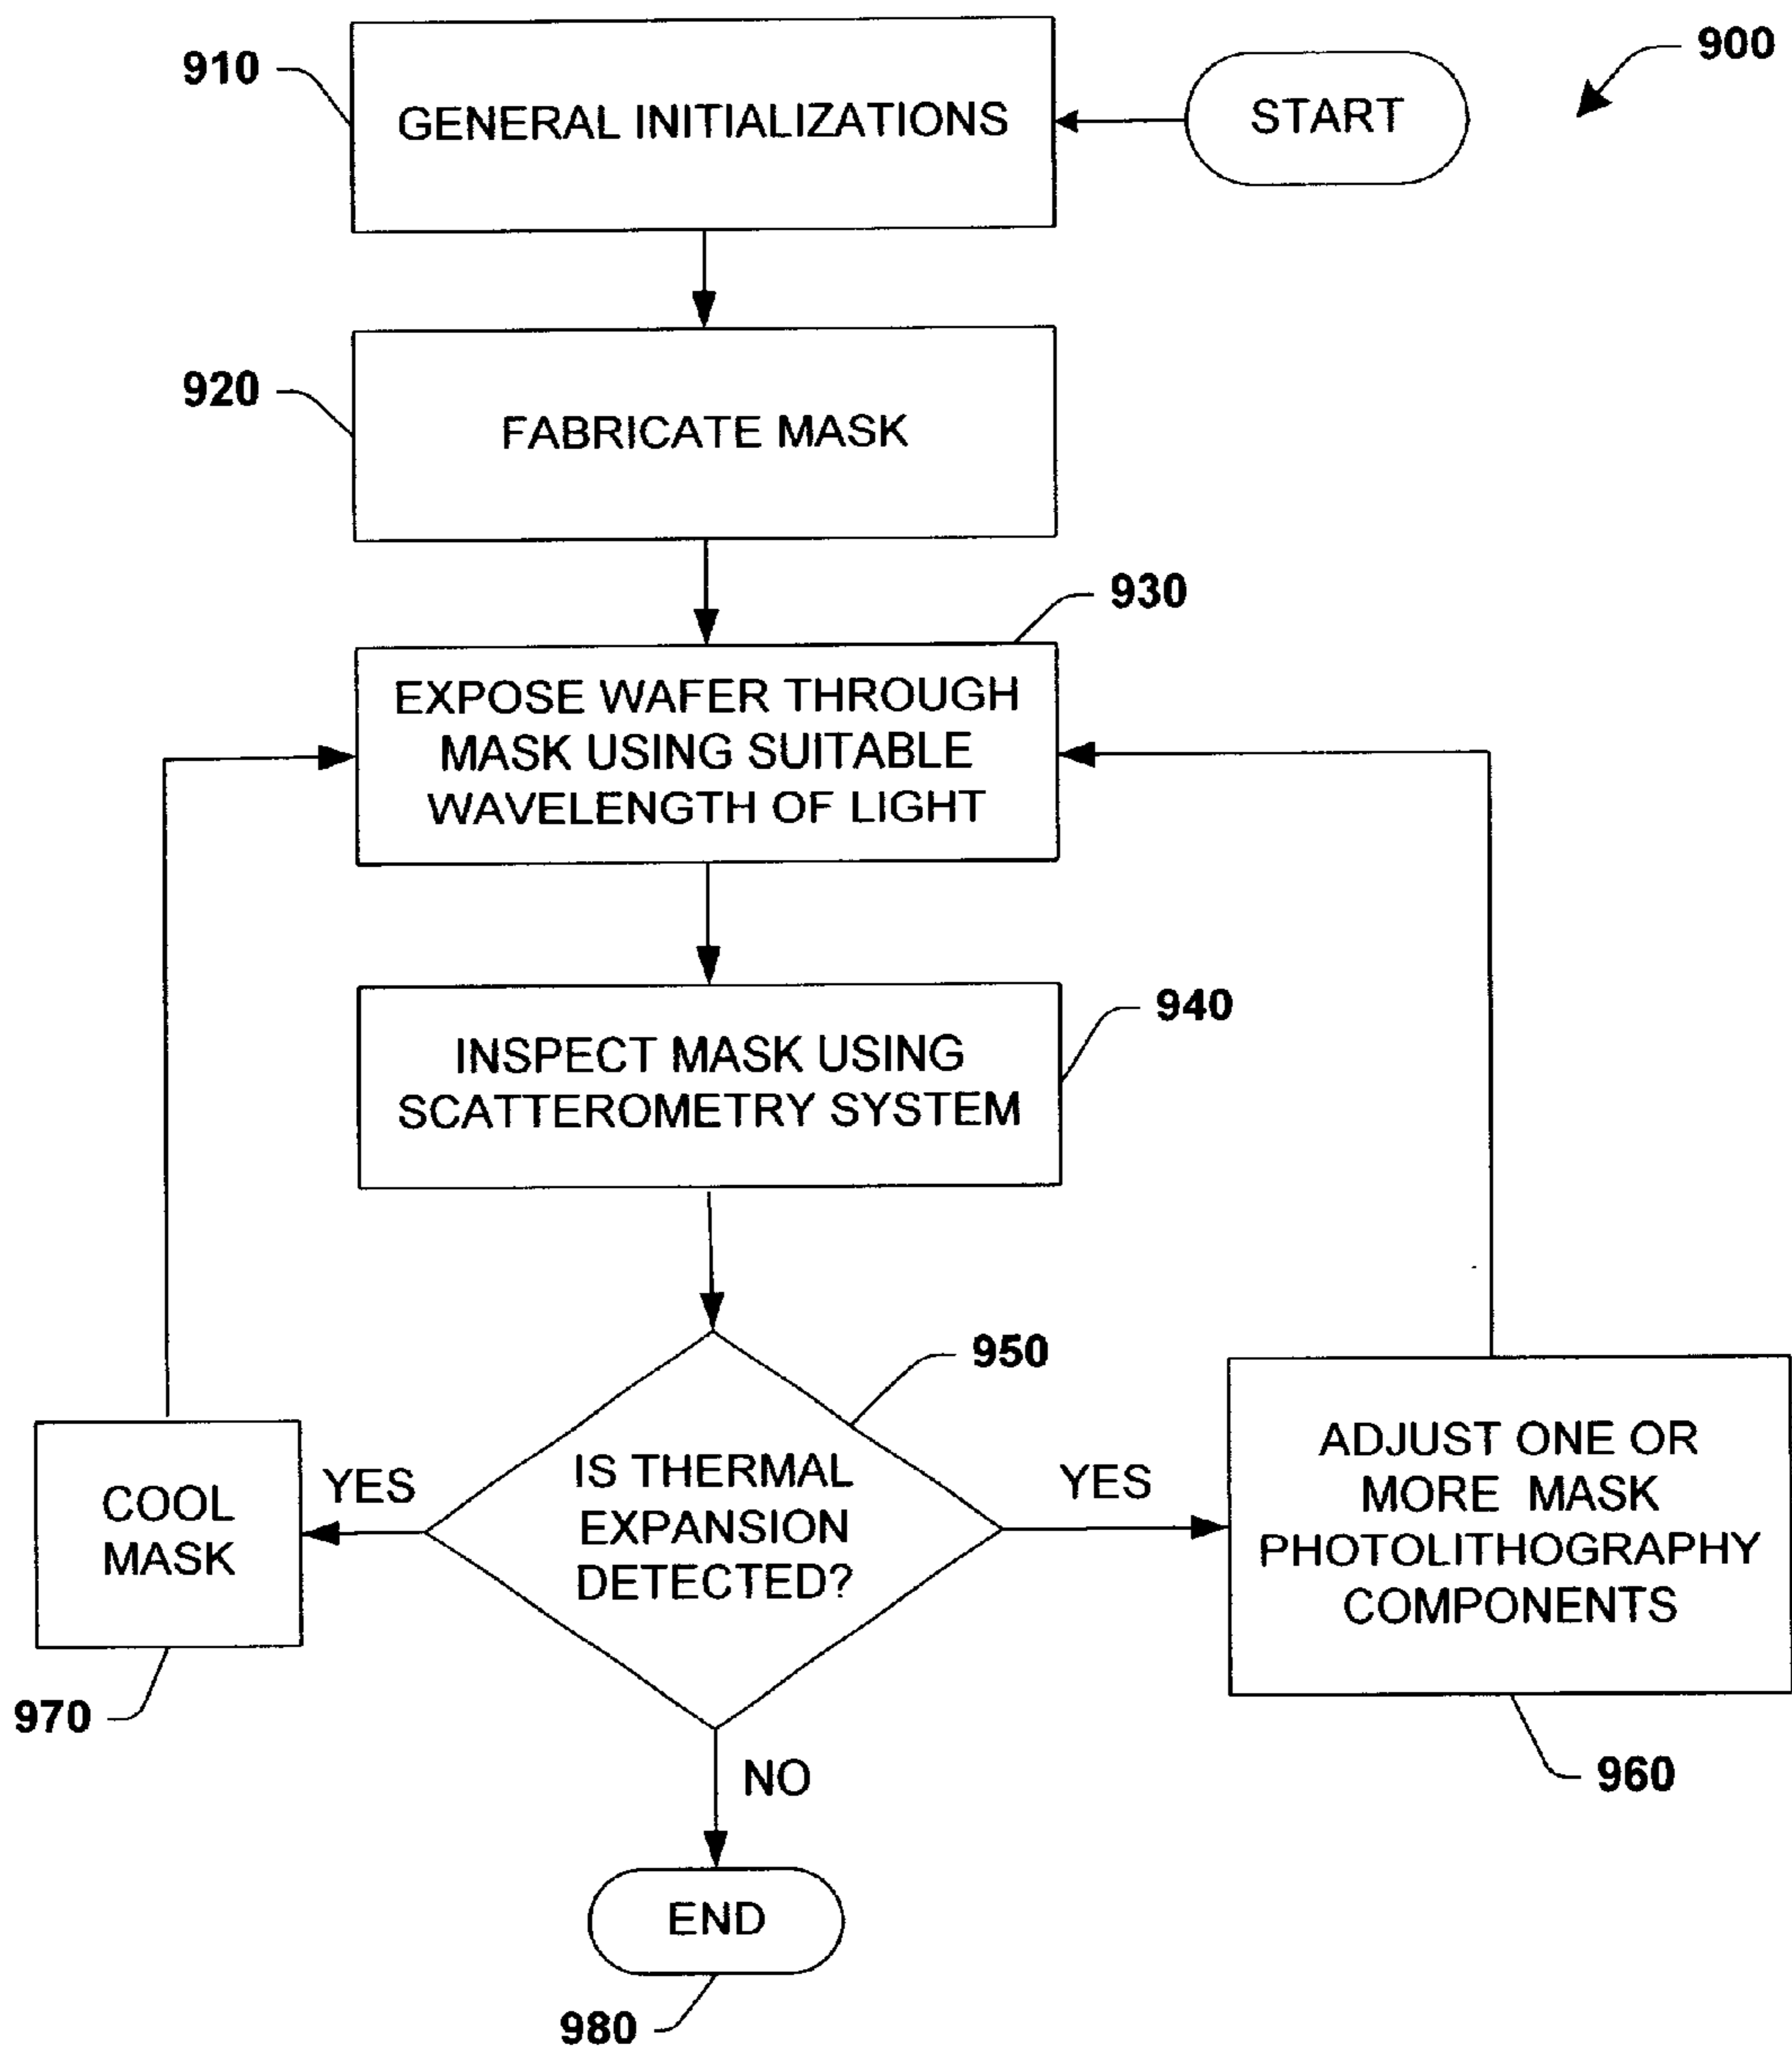 900
START
910
GENERAL INITIALIZATIONS
920
FABRICATE MASK
930
EXPOSE WAFER THROUGH
MASK USING SUITABLE
WAVELENGTH OF LIGHT
940
INSPECT MASK USING
SCATTEROMETRY SYSTEM
950
IS THERMAL
EXPANSION
DETECTED?
YES
COOL
MASK
970
YES
ADJUST ONE OR
MORE MASK
PHOTOLITHOGRAPHY
COMPONENTS
960
NO
END
980